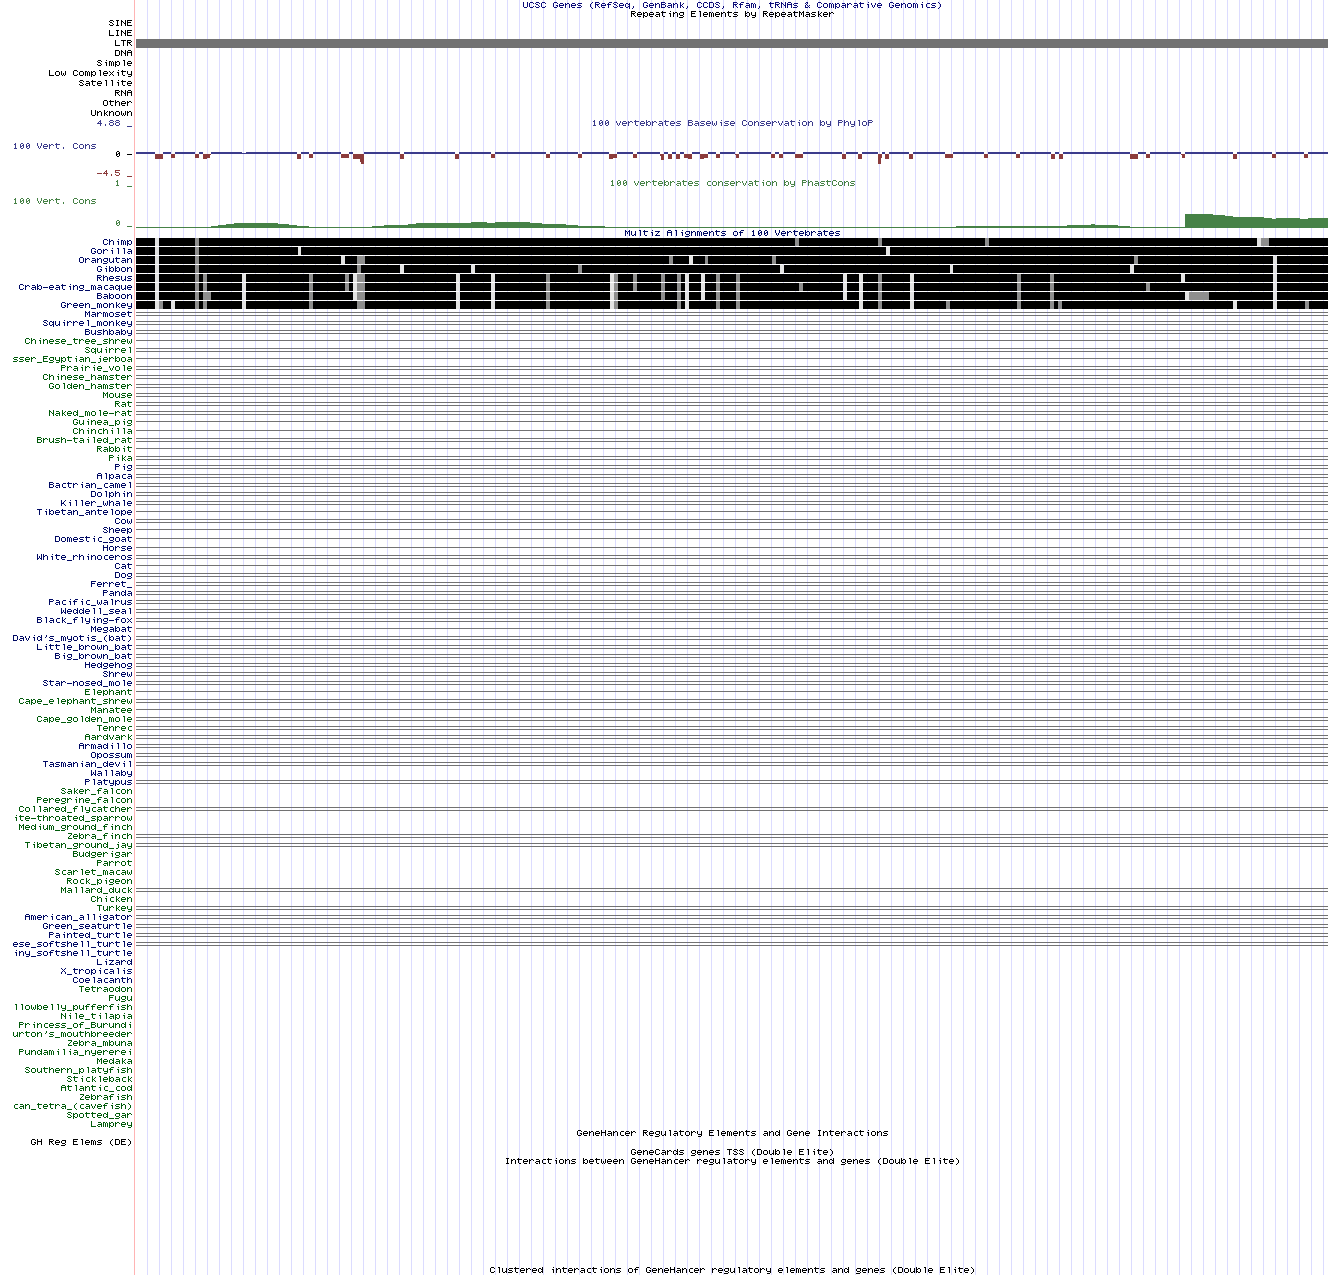 UCSC Genes (RefSeq, GenBank, CCDS, Rfam, tRNAs & Comparative Genomics)
Repeating Elements by RepeatMasker
SINE
LINE
LTR
DNA
Simple
Low Complexity
Satellite
RNA
Other
Unknown
4.88 _
100 vertebrates Basewise Conservation by PhyloP
100 Vert. Cons
0 -
-4.5 _
1 _
100 vertebrates conservation by PhastCons
100 Vert. Cons
0 _
Multiz Alignments of 100 Vertebrates
Chimp
Gorilla
Orangutan
Gibbon
Rhesus
Crab-eating_macaque
Baboon
Green_monkey
Marmoset
Squirrel_monkey
Bushbaby
Chinese_tree_shrew
Squirrel
sser_Egyptian_jerboa
Prairie_vole
Chinese_hamster
Golden_hamster
Mouse
Rat
Naked_mole-rat
Guinea_pig
Chinchilla
Brush-tailed_rat
Rabbit
Pika
Pig
Alpaca
Bactrian_camel
Dolphin
Killer_whale
Tibetan_antelope
Cow
Sheep
Domestic_goat
Horse
White_rhinoceros
Cat
Dog
Ferret_
Panda
Pacific_walrus
Weddell_seal
Black_flying-fox
Megabat
David's_myotis_(bat)
Little_brown_bat
Big_brown_bat
Hedgehog
Shrew
Star-nosed_mole
Elephant
Cape_elephant_shrew
Manatee
Cape_golden_mole
Tenrec
Aardvark
Armadillo
Opossum
Tasmanian_devil
Wallaby
Platypus
Saker_falcon
Peregrine_falcon
Collared_flycatcher
ite-throated_sparrow
Medium_ground_finch
Zebra_finch
Tibetan_ground_jay
Budgerigar
Parrot
Scarlet_macaw
Rock_pigeon
Mallard_duck
Chicken
Turkey
American_alligator
Green_seaturtle
Painted_turtle
ese_softshell_turtle
iny_softshell_turtle
Lizard
X_tropicalis
Coelacanth
Tetraodon
Fugu
llowbelly_pufferfish
Nile_tilapia
Princess_of_Burundi
urton's_mouthbreeder
Zebra_mbuna
Pundamilia_nyererei
Medaka
Southern_platyfish
Stickleback
Atlantic_cod
Zebrafish
can_tetra_(cavefish)
Spotted_gar
Lamprey
GeneHancer Regulatory Elements and Gene Interactions
GH Reg Elems (DE)
GeneCards genes TSS (Double Elite)
Interactions between GeneHancer regulatory elements and genes (Double Elite)
Clustered interactions of GeneHancer regulatory elements and genes (Double Elite)